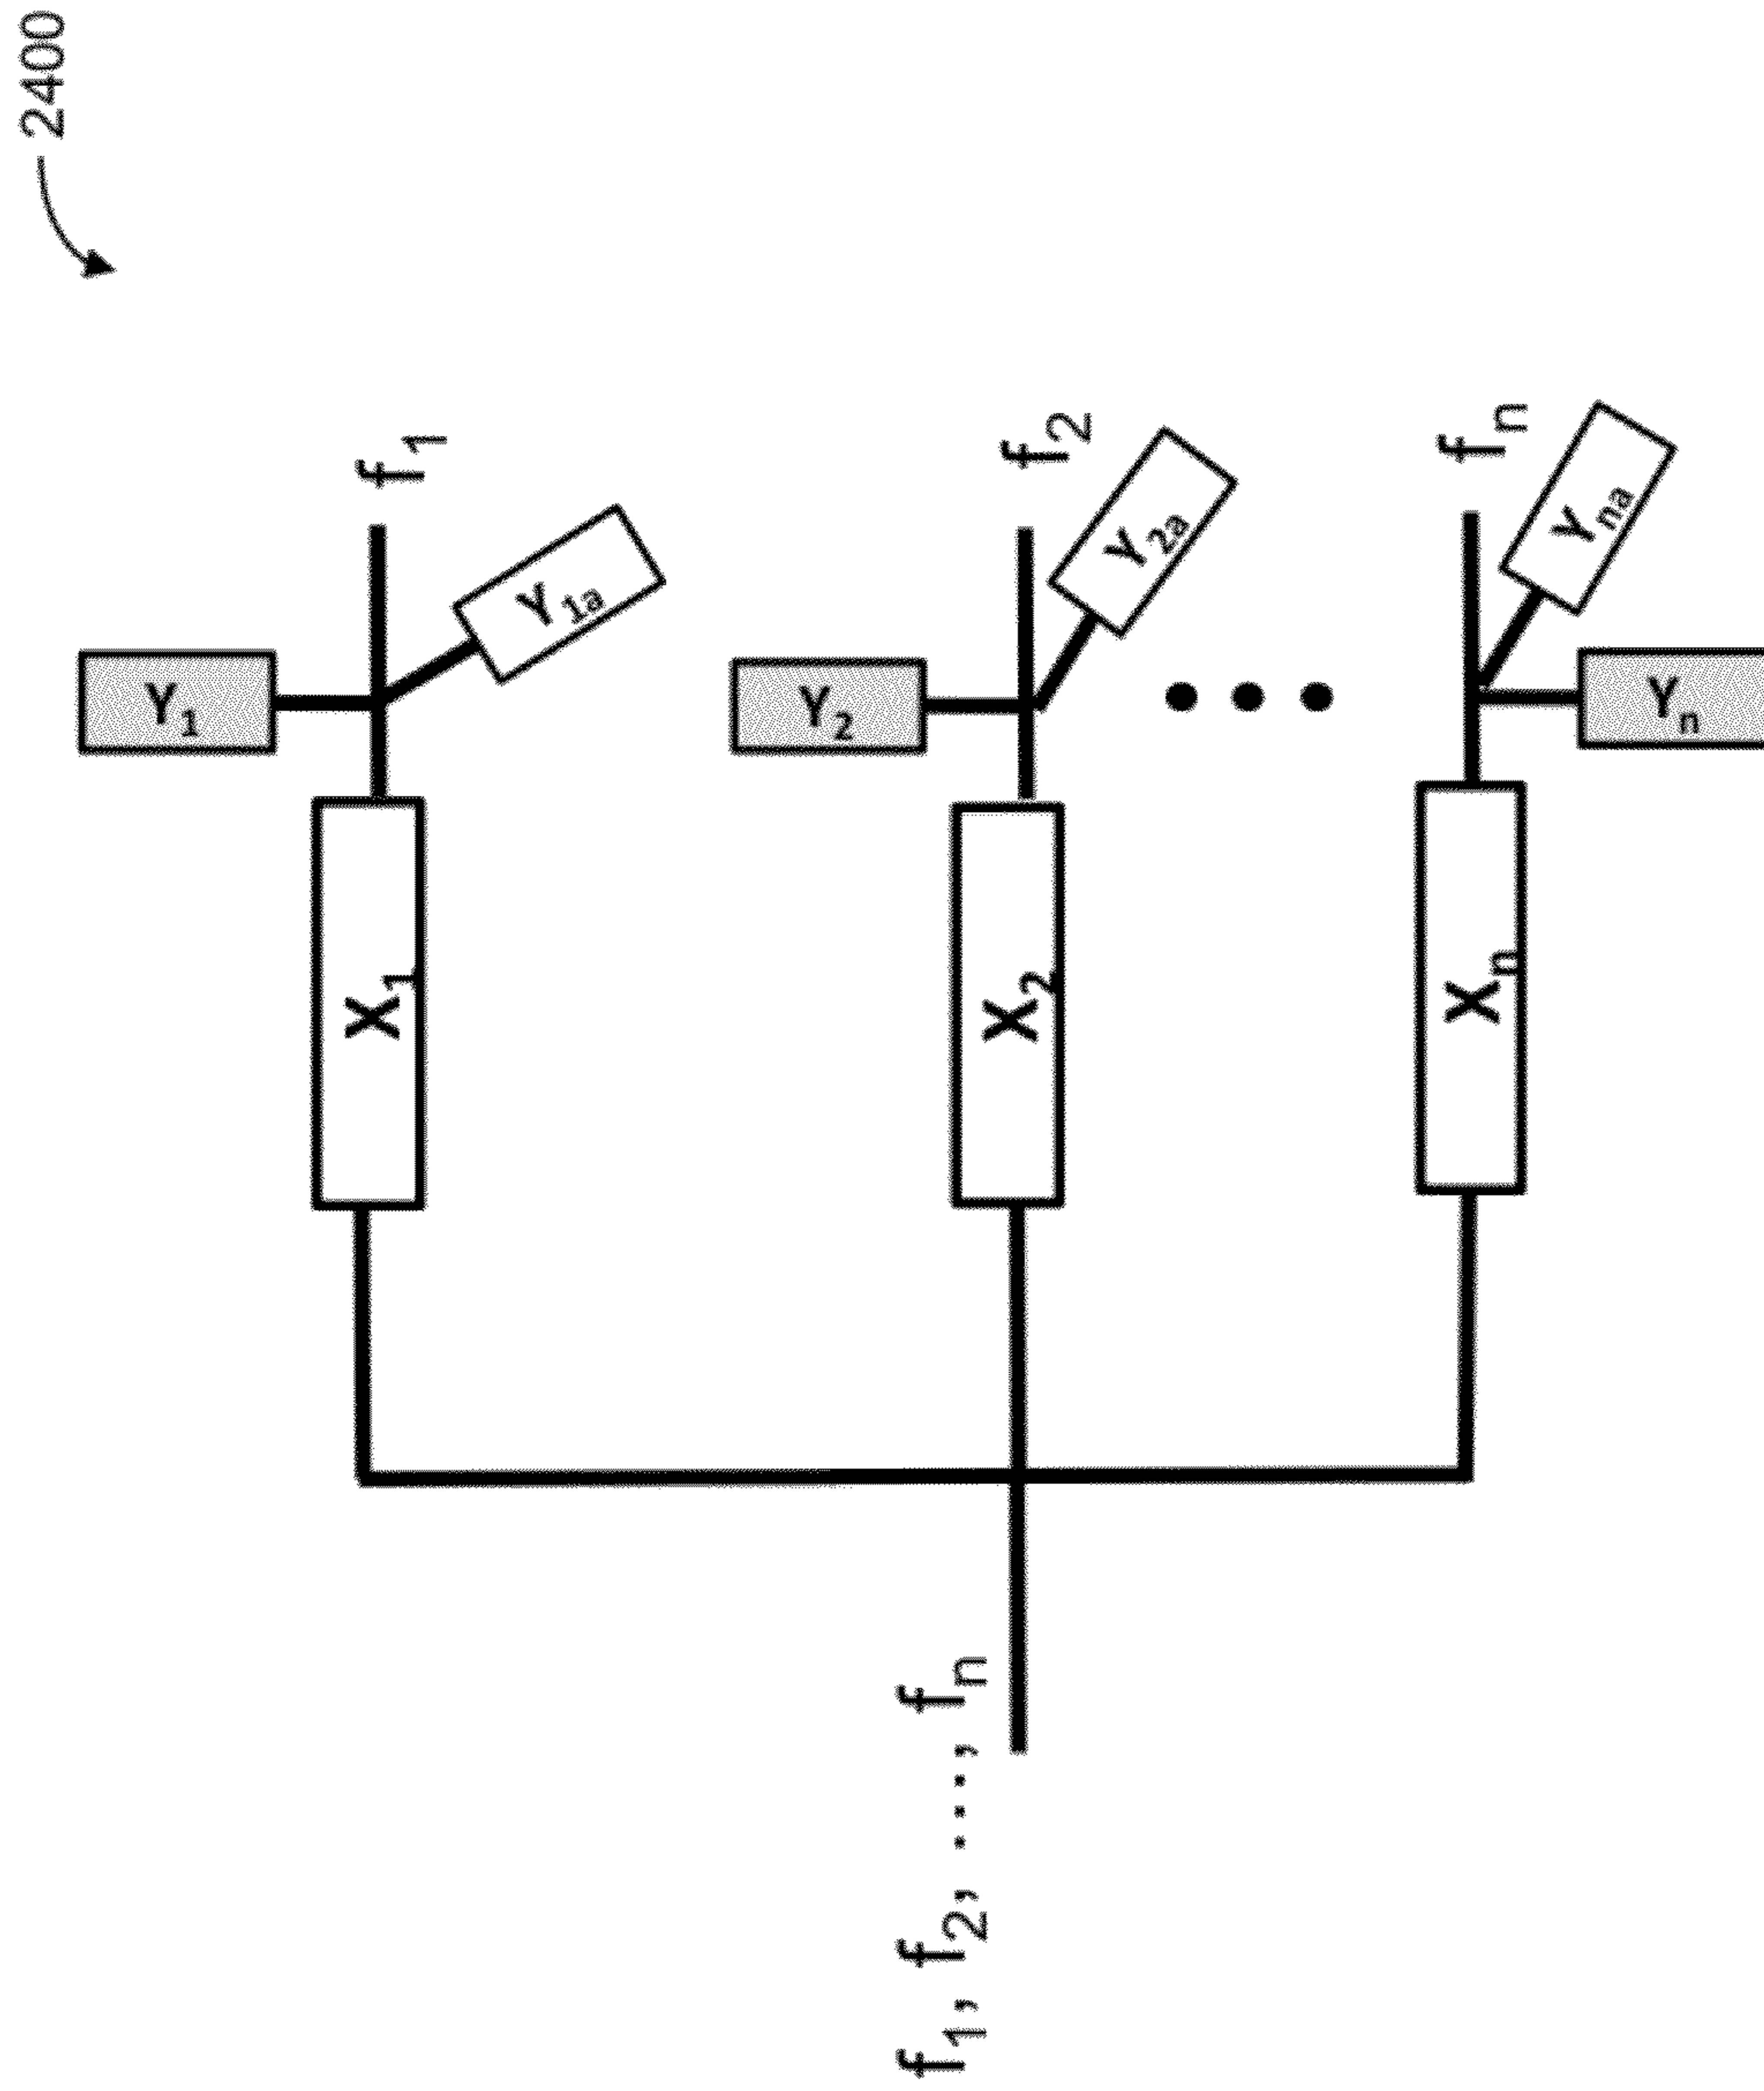 2400
f1
Y1
Y1a
X1
f2
Y2
Y2a
X2
fn
Yna
Yn
Xn
f1, f2, ..., fn